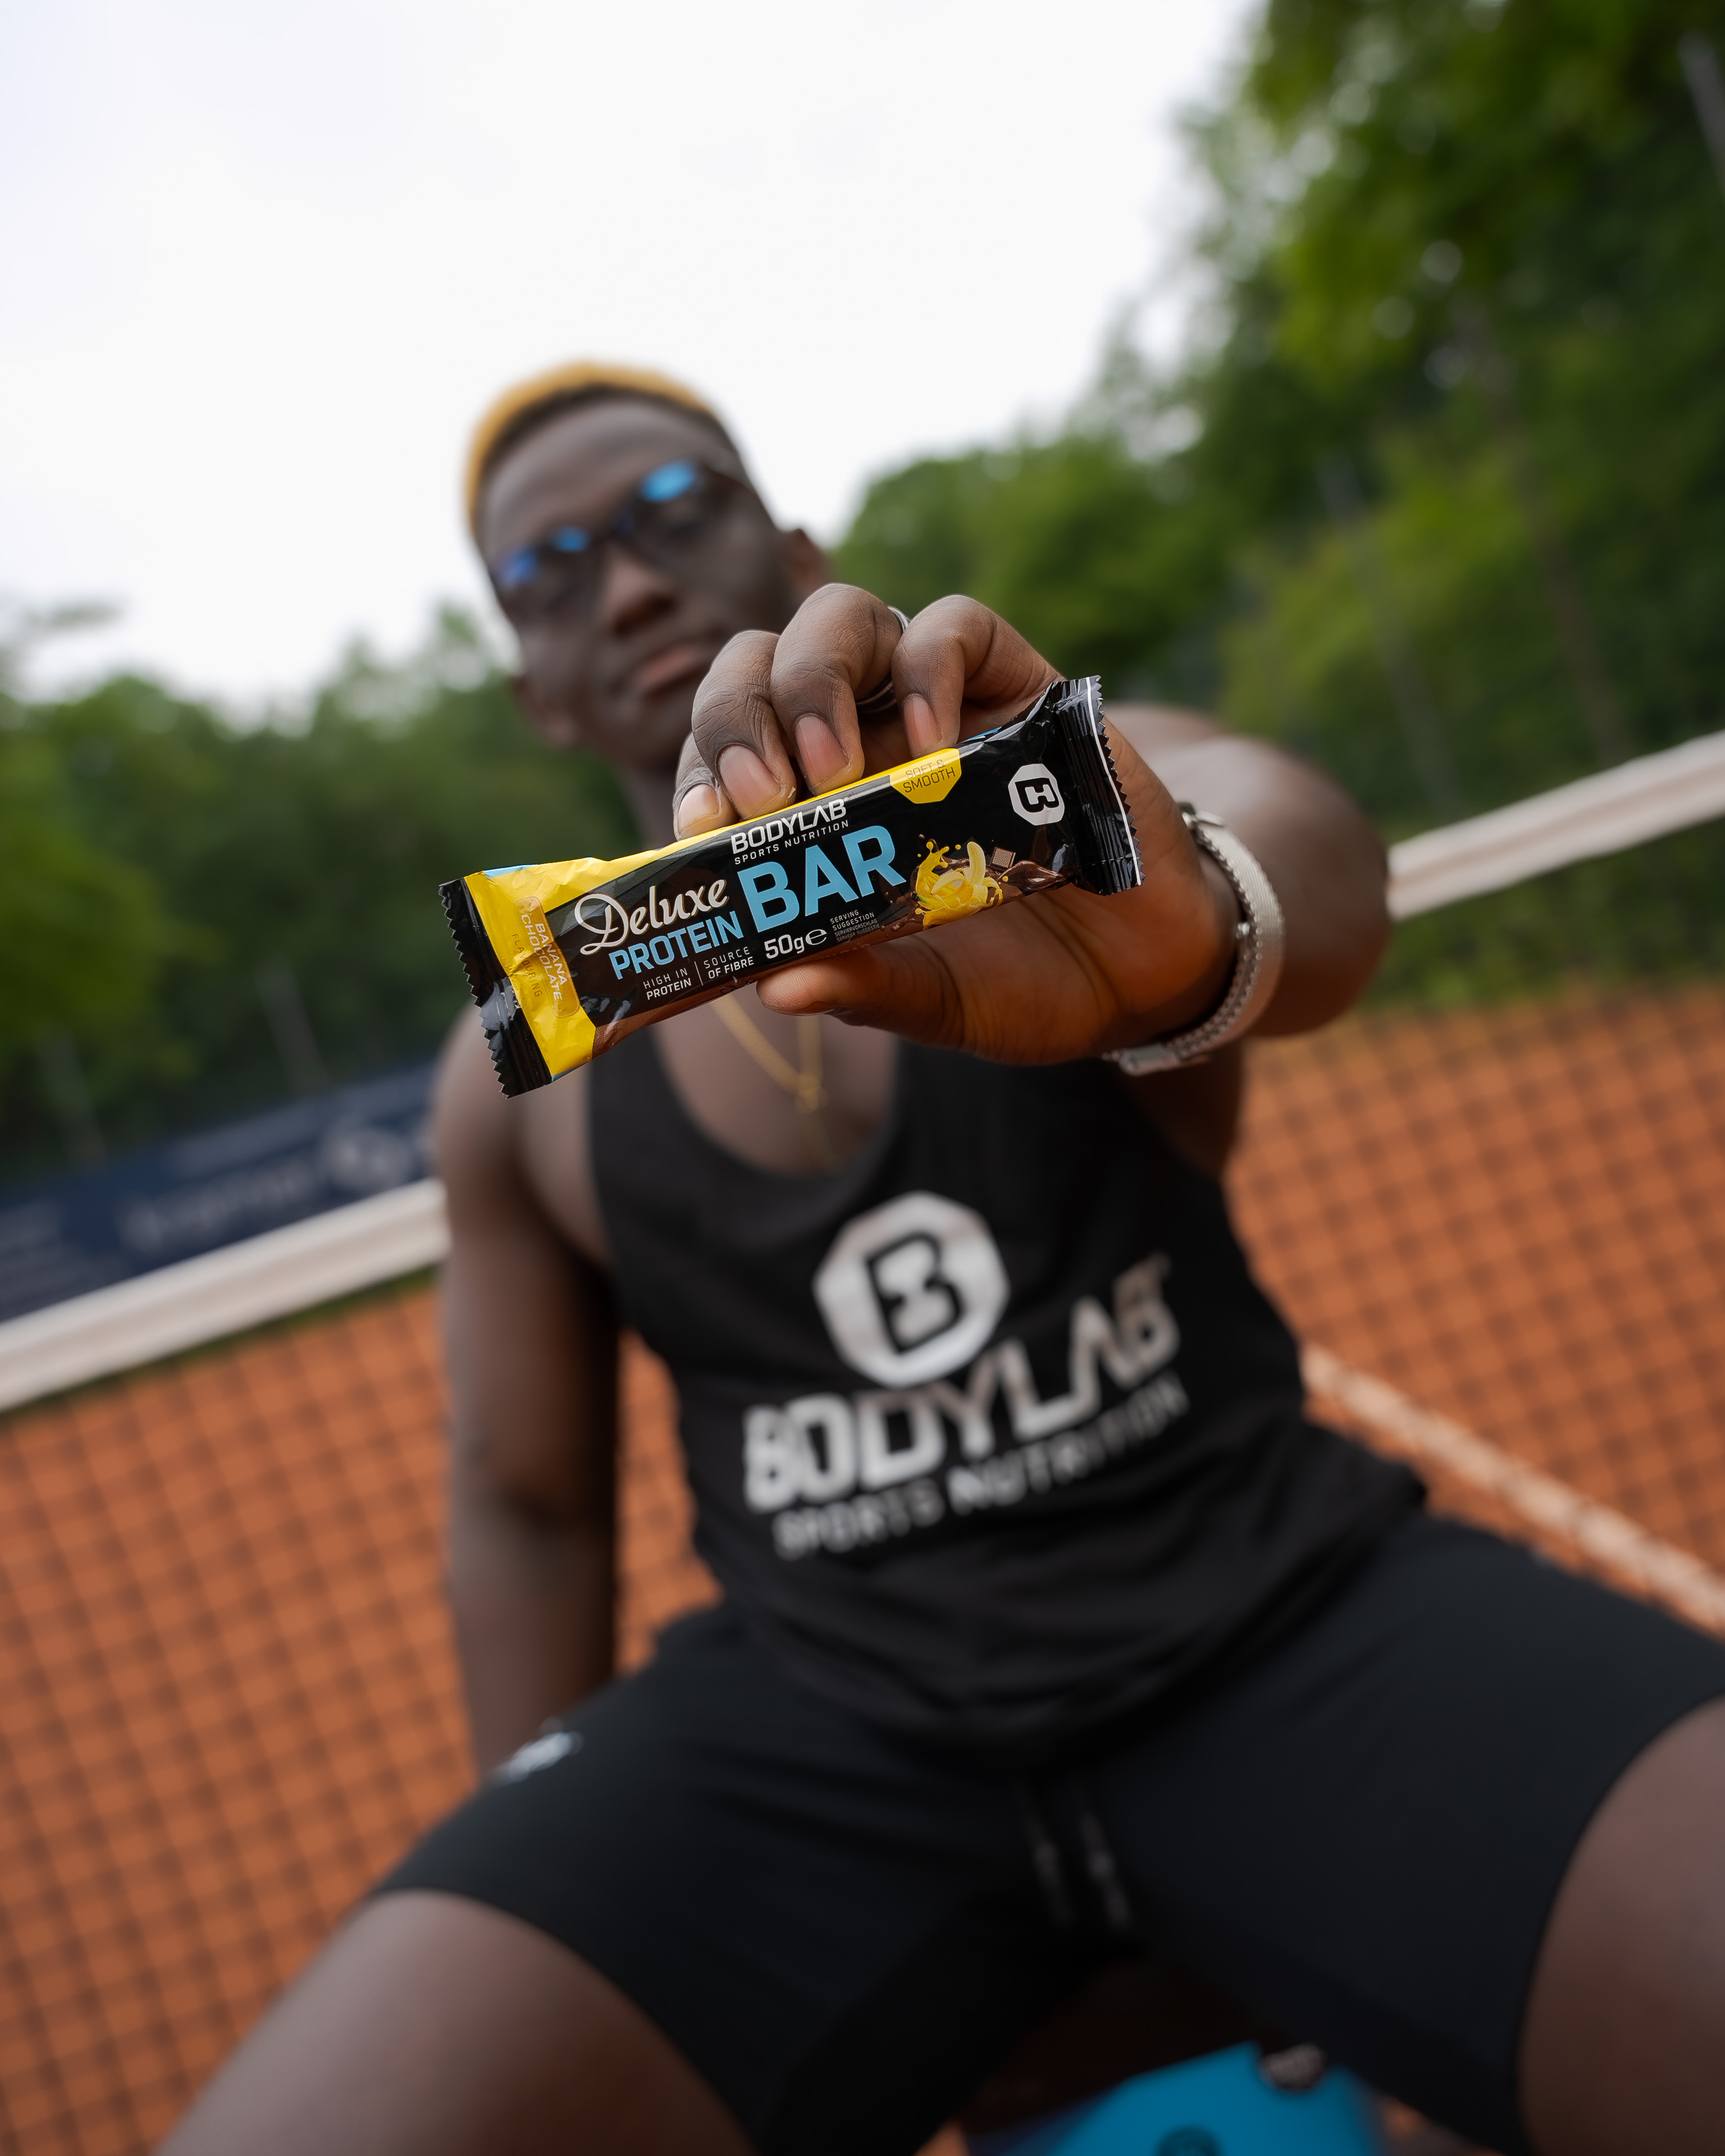 SOFT &
SMOOTH
BODYLAB
SPORTS NUTRITION
Deluxe
PROTEIN
BAR
HIGH IN
PROTEIN
SOURCE
OF FIBRE
50g℮
SERVING
SUGGESTION
BANANA
CHOCOLATE
FLAVOURING
B
BODYLAB
SPORTS NUTRITION